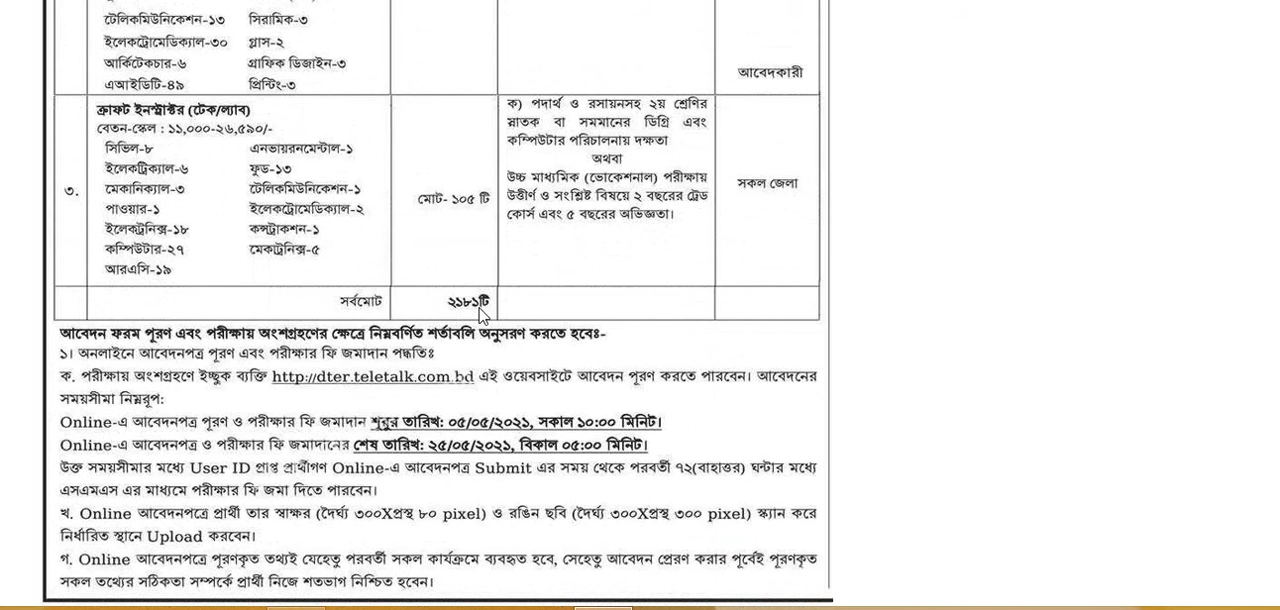 টেলিকমিউনিকেশন-১৩ সিরামিক-৩
ইলেকট্রোমেডিক্যাল-৩০ গ্লাস-২
আর্কিটেকচার-৬ গ্রাফিক ডিজাইন-৩
আবেদকারী
এআইডিটি-৪৯ প্রিন্টিং-৩
৩.
ক্রাফট ইনস্ট্রাক্টর (টেক/ল্যাব)
বেতন-স্কেল : ১১,০০০-২৬,৫৯০/-
সিভিল-৮ এনভায়রনমেন্টাল-১
ইলেকট্রিক্যাল-৬ ফুড-১৩
মেকানিক্যাল-৩ টেলিকমিউনিকেশন-১
পাওয়ার-১ ইলেকট্রোমেডিক্যাল-২
ইলেকট্রনিক্স-১৮ কন্সট্রাকশন-১
কম্পিউটার-২৭ মেকাট্রনিক্স-৫
আরএসি-১৯
মোট- ১০৫ টি
ক) পদার্থ ও রসায়নসহ ২য় শ্রেণির
স্নাতক বা সমমানের ডিগ্রি এবং
কম্পিউটার পরিচালনায় দক্ষতা
অথবা
উচ্চ মাধ্যমিক (ভোকেশনাল) পরীক্ষায়
উত্তীর্ণ ও সংশ্লিষ্ট বিষয়ে ২ বছরের ট্রেড
কোর্স এবং ৫ বছরের অভিজ্ঞতা।
সকল জেলা
সর্বমোট ২১৮১টি
আবেদন ফরম পূরণ এবং পরীক্ষায় অংশগ্রহণের ক্ষেত্রে নিম্নবর্ণিত শর্তাবলি অনুসরণ করতে হবেঃ-
১। অনলাইনে আবেদনপত্র পূরণ এবং পরীক্ষার ফি জমাদান পদ্ধতিঃ
ক. পরীক্ষায় অংশগ্রহণে ইচ্ছুক ব্যক্তি http://dter.teletalk.com.bd এই ওয়েবসাইটে আবেদন পূরণ করতে পারবেন। আবেদনের
সময়সীমা নিম্নরূপ:
Online-এ আবেদনপত্র পূরণ ও পরীক্ষার ফি জমাদান শুরুর তারিখ: ০৫/০৫/২০২১, সকাল ১০:০০ মিনিট।
Online-এ আবেদনপত্র ও পরীক্ষার ফি জমাদানের শেষ তারিখ: ২৫/০৫/২০২১, বিকাল ০৫:০০ মিনিট।
উক্ত সময়সীমার মধ্যে User ID প্রাপ্ত প্রার্থীগণ Online-এ আবেদনপত্র Submit এর সময় থেকে পরবর্তী ৭২(বাহাত্তর) ঘন্টার মধ্যে
এসএমএস এর মাধ্যমে পরীক্ষার ফি জমা দিতে পারবেন।
খ. Online আবেদনপত্রে প্রার্থী তার স্বাক্ষর (দৈর্ঘ্য ৩০০Xপ্রস্থ ৮০ pixel) ও রঙিন ছবি (দৈর্ঘ্য ৩০০Xপ্রস্থ ৩০০ pixel) স্ক্যান করে
নির্ধারিত স্থানে Upload করবেন।
গ. Online আবেদনপত্রে পূরণকৃত তথ্যই যেহেতু পরবর্তী সকল কার্যক্রমে ব্যবহৃত হবে, সেহেতু আবেদন প্রেরণ করার পূর্বেই পূরণকৃত
সকল তথ্যের সঠিকতা সম্পর্কে প্রার্থী নিজে শতভাগ নিশ্চিত হবেন।